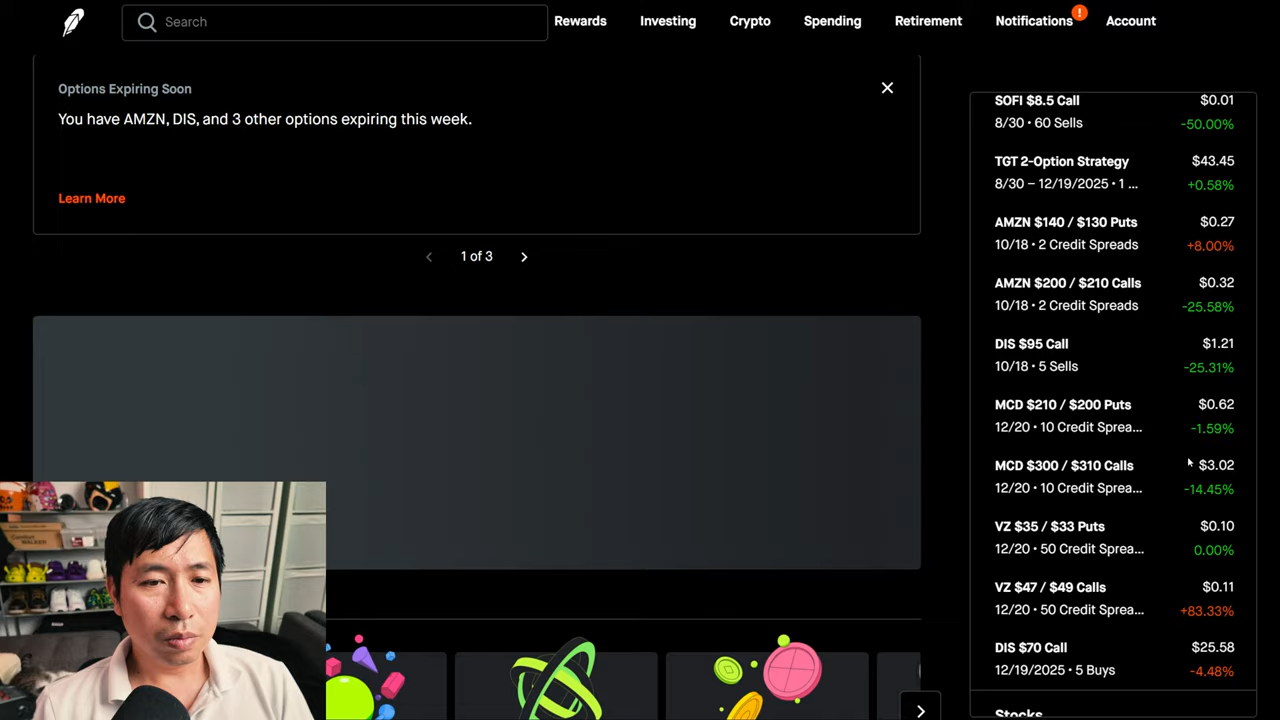 Search
Rewards
Investing
Crypto
Spending
Retirement
Notifications
!
Account
Options Expiring Soon
You have AMZN, DIS, and 3 other options expiring this week.
Learn More
1 of 3
SOFI $8.5 Call
$0.01
8/30 • 60 Sells
-50.00%
TGT 2-Option Strategy
$43.45
8/30 – 12/19/2025 • 1 ...
+0.58%
AMZN $140 / $130 Puts
$0.27
10/18 • 2 Credit Spreads
+8.00%
AMZN $200 / $210 Calls
$0.32
10/18 • 2 Credit Spreads
-25.58%
DIS $95 Call
$1.21
10/18 • 5 Sells
-25.31%
MCD $210 / $200 Puts
$0.62
12/20 • 10 Credit Sprea...
-1.59%
MCD $300 / $310 Calls
$3.02
12/20 • 10 Credit Sprea...
-14.45%
VZ $35 / $33 Puts
$0.10
12/20 • 50 Credit Sprea...
0.00%
VZ $47 / $49 Calls
$0.11
12/20 • 50 Credit Sprea...
+83.33%
DIS $70 Call
$25.58
12/19/2025 • 5 Buys
-4.48%
Stocks